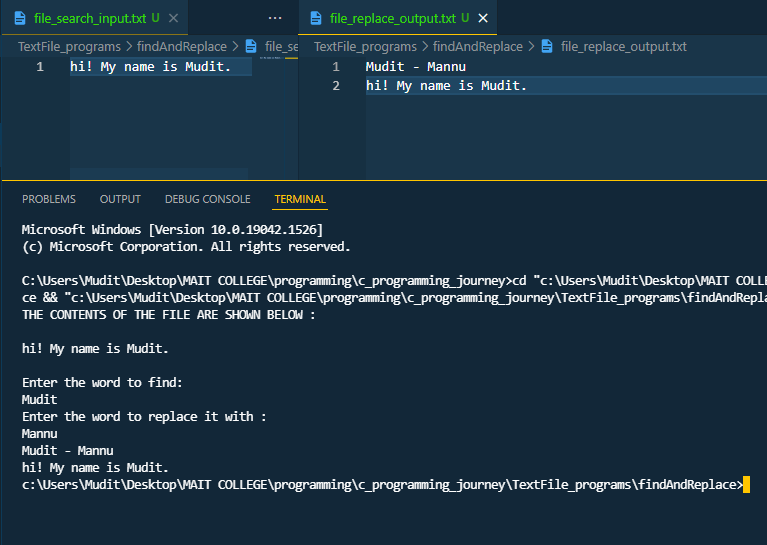 file_search_input.txt U
file_replace_output.txt U
TextFile_programs > findAndReplace > file_se
TextFile_programs > findAndReplace > file_replace_output.txt
1 hi! My name is Mudit.
1 Mudit - Mannu
2 hi! My name is Mudit.
PROBLEMS OUTPUT DEBUG CONSOLE TERMINAL
Microsoft Windows [Version 10.0.19042.1526]
(c) Microsoft Corporation. All rights reserved.
C:\Users\Mudit\Desktop\MAIT COLLEGE\programming\c_programming_journey>cd "c:\Users\Mudit\Desktop\MAIT COLLE
ce && "c:\Users\Mudit\Desktop\MAIT COLLEGE\programming\c_programming_journey\TextFile_programs\findAndRepla
THE CONTENTS OF THE FILE ARE SHOWN BELOW :
hi! My name is Mudit.
Enter the word to find:
Mudit
Enter the word to replace it with :
Mannu
Mudit - Mannu
hi! My name is Mudit.
c:\Users\Mudit\Desktop\MAIT COLLEGE\programming\c_programming_journey\TextFile_programs\findAndReplace>